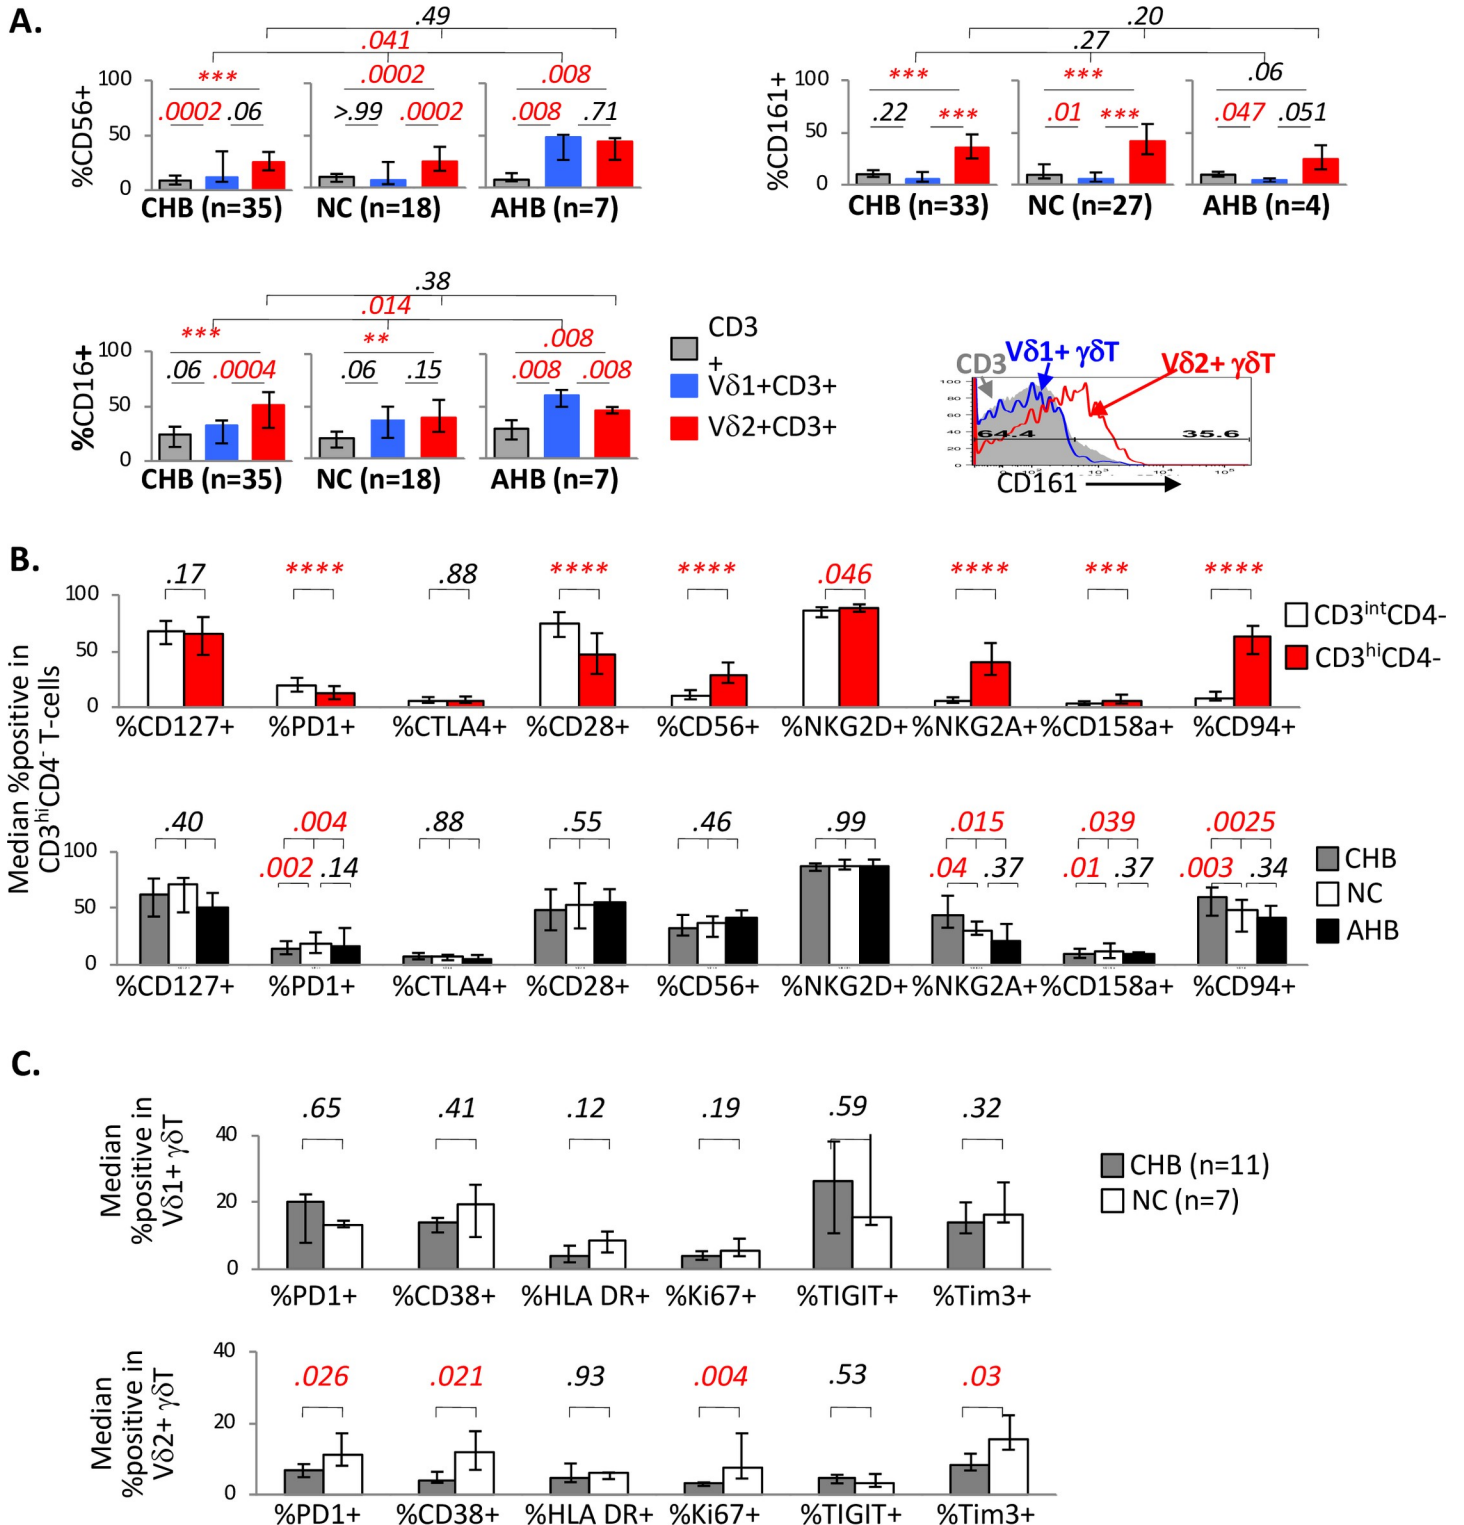 A.
.49
.041
%CD56+
100
50
0
*** .0002 .008
.0002 .06 >.99 .0002 .008 .71
CHB (n=35) NC (n=18) AHB (n=7)
.20
.27
%CD161+
100
50
0
*** *** .06
.22 *** .01 *** .047 .051
CHB (n=33) NC (n=27) AHB (n=4)
.38
.014
%CD16+
100
50
0
*** ** .008
.06 .0004 .06 .15 .008 .008
CHB (n=35) NC (n=18) AHB (n=7)
CD3
+
Vδ1+CD3+
Vδ2+CD3+
CD3 Vδ1+ γδT Vδ2+ γδT
100
80
60
40
20
0
64.4 35.6
CD161
B.
Median %positive in
CD3hiCD4- T-cells
.17 **** .88 **** **** .046 **** *** ****
100
50
0
%CD127+ %PD1+ %CTLA4+ %CD28+ %CD56+ %NKG2D+ %NKG2A+ %CD158a+ %CD94+
CD3intCD4-
CD3hiCD4-
.40 .004 .88 .55 .46 .99 .015 .039 .0025
.002 .14 .04 .37 .01 .37 .003 .34
100
50
0
%CD127+ %PD1+ %CTLA4+ %CD28+ %CD56+ %NKG2D+ %NKG2A+ %CD158a+ %CD94+
CHB
NC
AHB
C.
Median
%positive in
Vδ1+ γδT
.65 .41 .12 .19 .59 .32
40
20
0
%PD1+ %CD38+ %HLA DR+ %Ki67+ %TIGIT+ %Tim3+
CHB (n=11)
NC (n=7)
Median
%positive in
Vδ2+ γδT
.026 .021 .93 .004 .53 .03
40
20
0
%PD1+ %CD38+ %HLA DR+ %Ki67+ %TIGIT+ %Tim3+